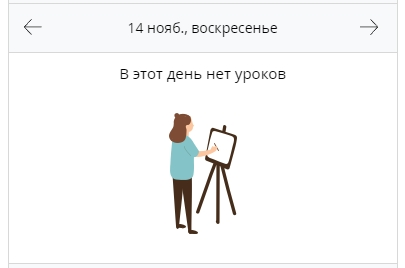 14 нояб., воскресенье
В этот день нет уроков